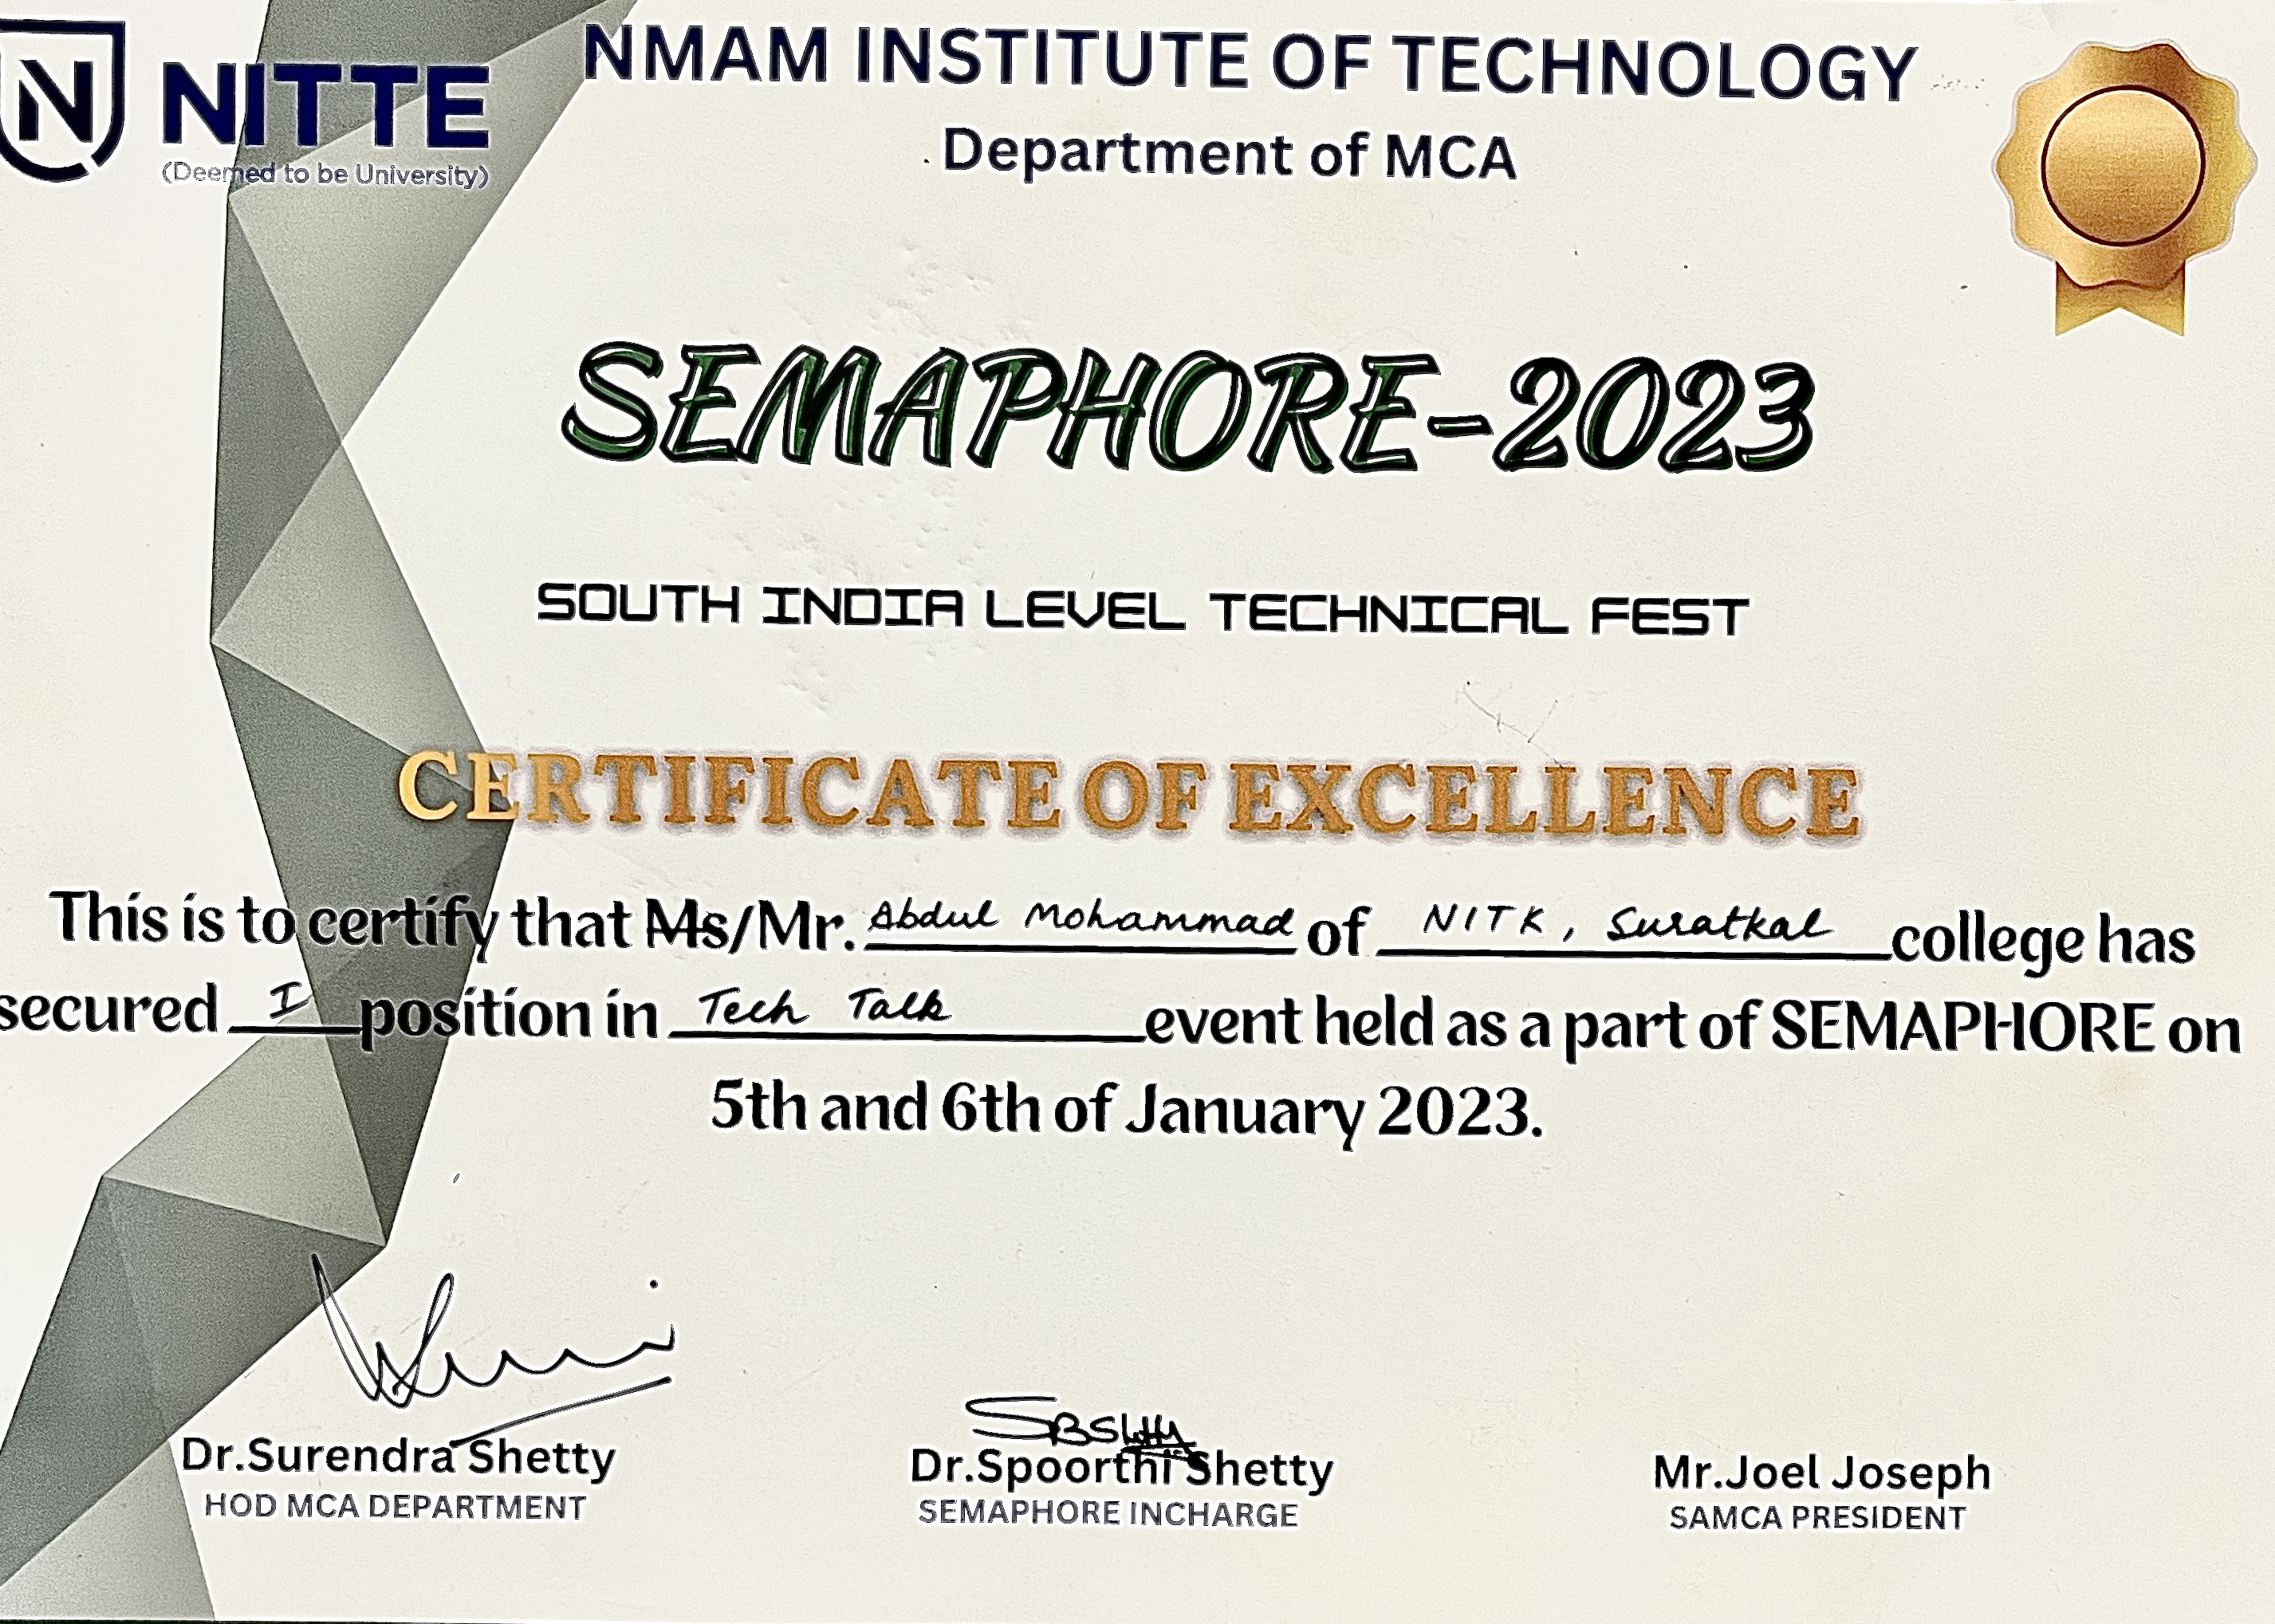 N NITTE
(Deemed to be University)
NMAM INSTITUTE OF TECHNOLOGY
Department of MCA
SEMAPHORE-2023
SOUTH INDIA LEVEL TECHNICAL FEST
CERTIFICATE OF EXCELLENCE
This is to certify that Ms/Mr. Abdul Mohammad of NITK, Suratkal college has
secured I position in Tech Talk event held as a part of SEMAPHORE on
5th and 6th of January 2023.
SBShetty
Dr.Surendra Shetty
HOD MCA DEPARTMENT
Dr.Spoorthi Shetty
SEMAPHORE INCHARGE
Mr.Joel Joseph
SAMCA PRESIDENT